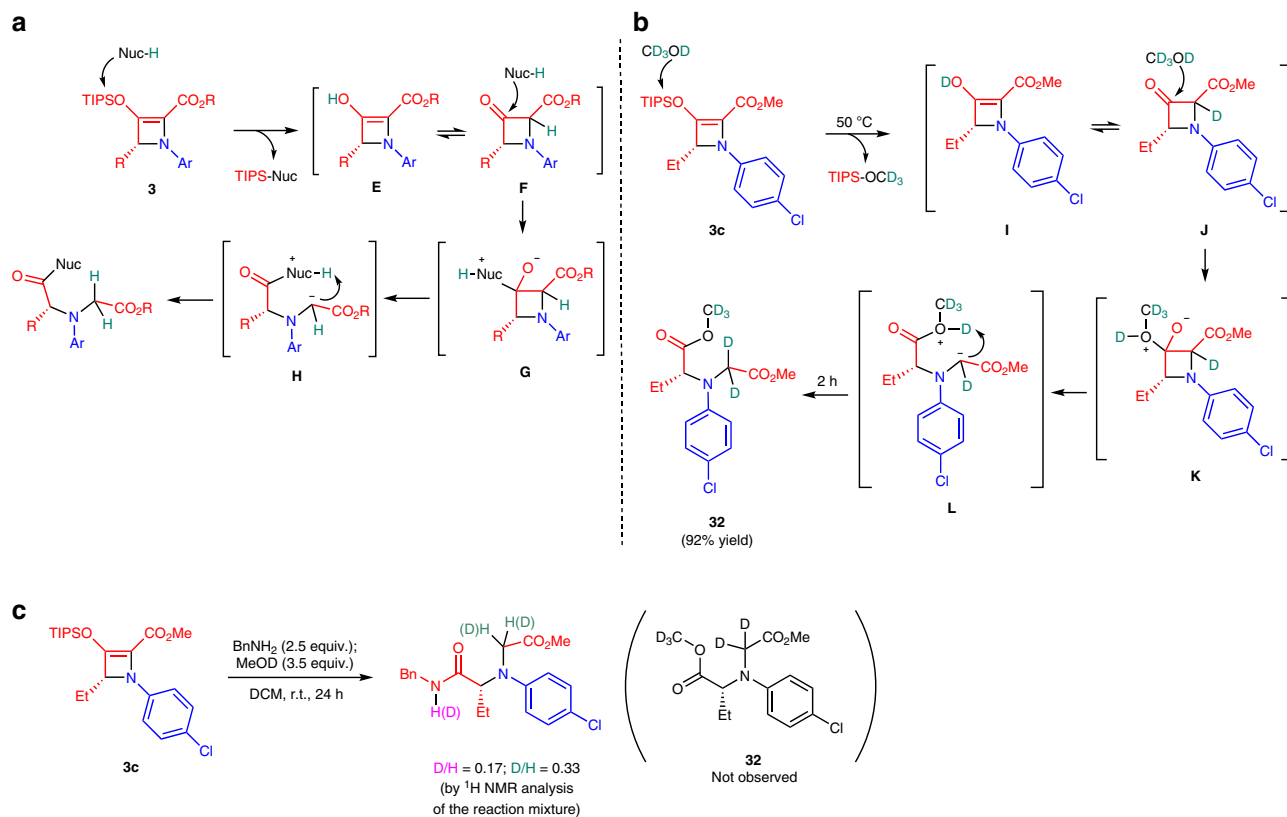 a
Nuc-H
TIPSO
CO2R
R
N
Ar
3
TIPS-Nuc
HO
CO2R
R
N
Ar
E
Nuc-H
O
CO2R
H
R
N
Ar
F
Nuc
O
H
CO2R
R
N
H
Ar
+
Nuc-H
O
−
CO2R
R
N
H
Ar
H
+
H-Nuc
O−
CO2R
H
R
N
Ar
G
b
CD3OD
TIPSO
CO2Me
N
Et
Cl
3c
50 °C
TIPS-OCD3
DO
CO2Me
N
Et
Cl
I
CD3OD
O
CO2Me
D
N
Et
Cl
J
CD3
O
D
O
CO2Me
Et
N
D
Cl
32
(92% yield)
2 h
CD3
O
O-D
+
−
CO2Me
Et
N
D
Cl
L
CD3
D-O
+
O−
CO2Me
D
N
Et
Cl
K
c
TIPSO
CO2Me
N
Et
Cl
3c
BnNH2 (2.5 equiv.);
MeOD (3.5 equiv.)
DCM, r.t., 24 h
(D)H
H(D)
CO2Me
O
Bn
N
N
H(D)
Et
Cl
D/H = 0.17; D/H = 0.33
(by 1H NMR analysis
of the reaction mixture)
D3C
O
D
D
CO2Me
O
N
Et
Cl
32
Not observed